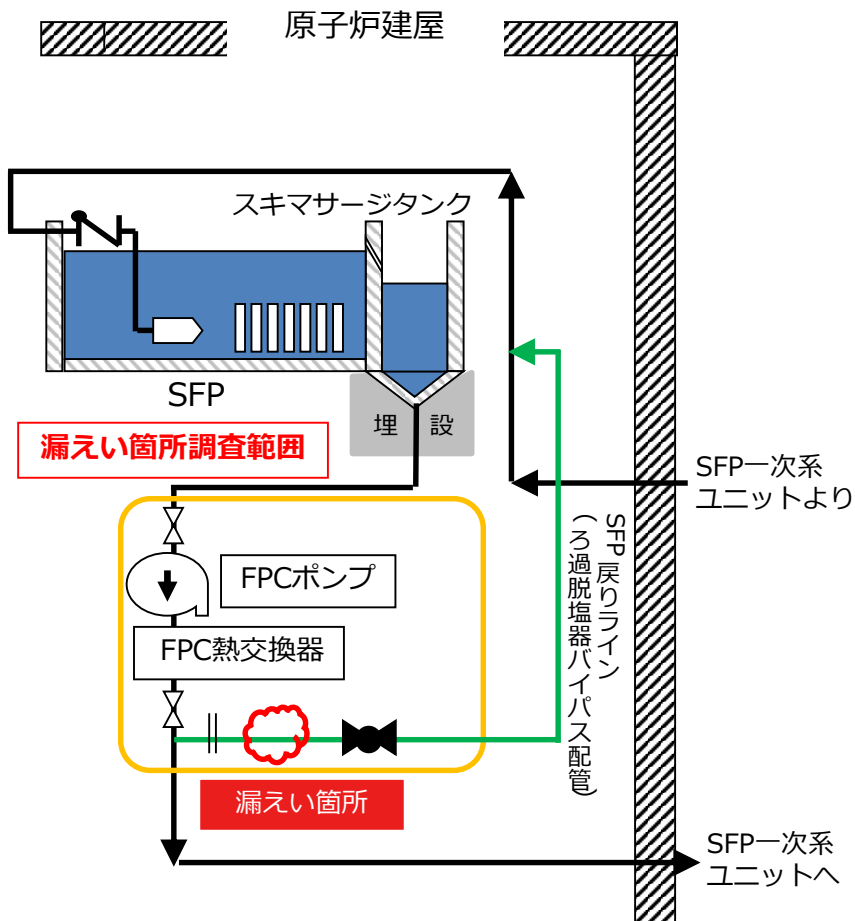 原子炉建屋
スキマサージタンク
SFP
埋 設
漏えい箇所調査範囲
SFP一次系
ユニットより
FPCポンプ
FPC熱交換器
SFP戻りライン
(ろ過脱塩器バイパス配管)
漏えい箇所
SFP一次系
ユニットへ